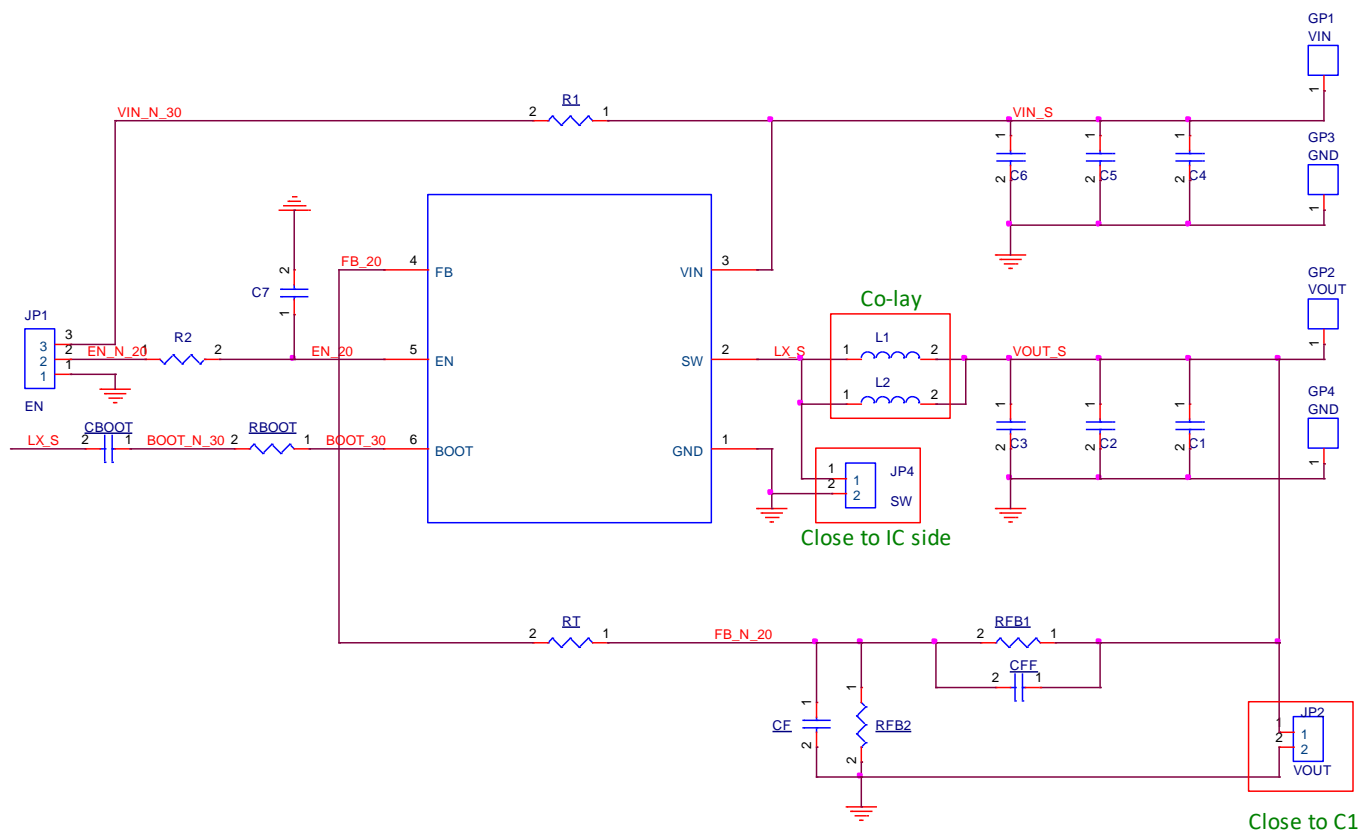 GP1
VIN
1
VIN_N_30
2
R1
1
VIN_S
1
2
C6
1
2
C5
1
2
C4
GP3
GND
1
FB_20
4
FB
VIN
3
2
C7
1
GP2
VOUT
1
Co-lay
JP1
3
2
1
3
2
1
EN
EN_N_20
1
R2
2
EN_20
5
EN
SW
2
LX_S
1
L1
2
1
L2
2
VOUT_S
1
2
C3
1
2
C2
1
2
C1
GP4
GND
1
LX_S
2
CBOOT
1
BOOT_N_30
2
RBOOT
1
BOOT_30
6
BOOT
GND
1
1
2
1
2
JP4
SW
Close to IC side
2
RT
1
FB_N_20
2
RFB1
1
2
CFF
1
1
CF
2
1
RFB2
2
1
2
JP2
1
2
VOUT
Close to C1